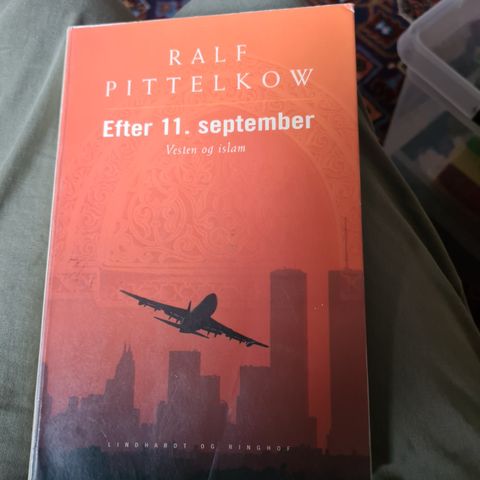 RALF
PITTELKOW
Efter 11. september
Vesten og islam
LINDHARDT OG RINGHOF